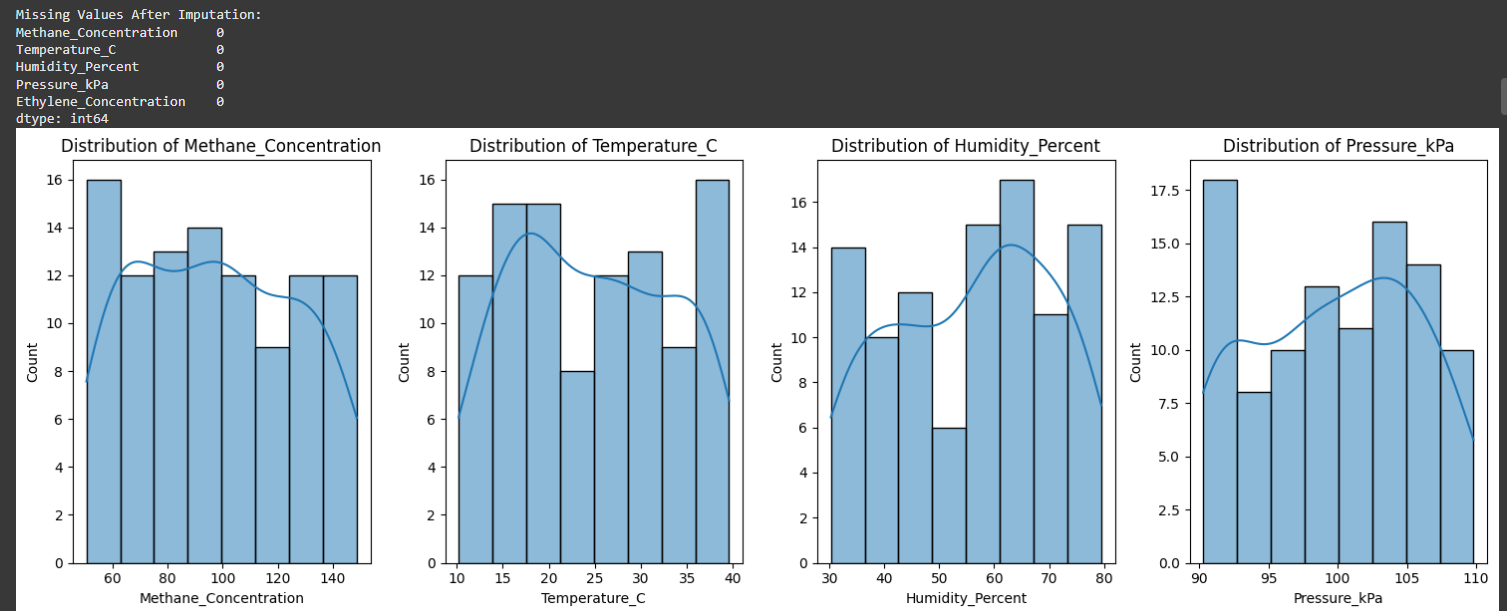 Missing Values After Imputation:
Methane_Concentration 0
Temperature_C 0
Humidity_Percent 0
Pressure_kPa 0
Ethylene_Concentration 0
dtype: int64
Distribution of Methane_Concentration
16
14
12
10
8
6
4
2
0
Count
60 80 100 120 140
Methane_Concentration
Distribution of Temperature_C
16
14
12
10
8
6
4
2
0
Count
10 15 20 25 30 35 40
Temperature_C
Distribution of Humidity_Percent
16
14
12
10
8
6
4
2
0
Count
30 40 50 60 70 80
Humidity_Percent
Distribution of Pressure_kPa
17.5
15.0
12.5
10.0
7.5
5.0
2.5
0.0
Count
90 95 100 105 110
Pressure_kPa